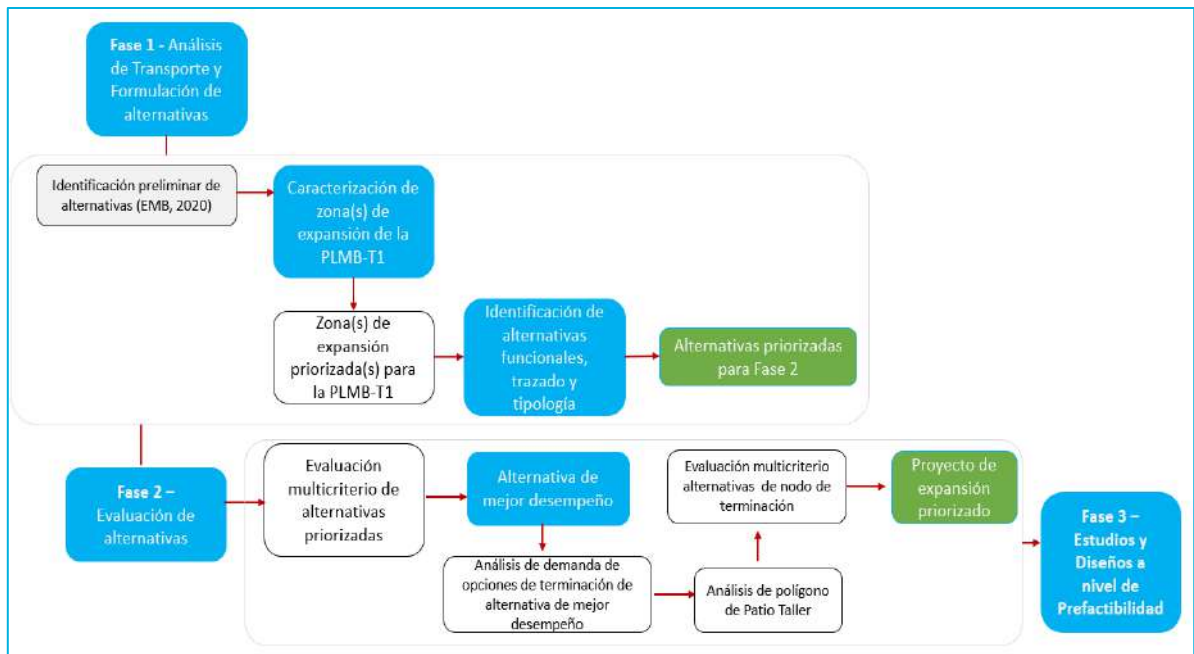 Fase 1 - Análisis
de Transporte y
Formulación de
alternativas
Identificación preliminar de
alternativas (EMB, 2020)
Caracterización de
zona(s) de
expansión de la
PLMB-T1
Zona(s) de
expansión
priorizada(s) para
la PLMB-T1
Identificación de
alternativas
funcionales,
trazado y
tipología
Alternativas priorizadas
para Fase 2
Fase 2 –
Evaluación de
alternativas
Evaluación
multicriterio de
alternativas
priorizadas
Alternativa de
mejor desempeño
Análisis de demanda de
opciones de terminación de
alternativa de mejor
desempeño
Análisis de polígono
de Patio Taller
Evaluación multicriterio
alternativas de nodo de
terminación
Proyecto de
expansión
priorizado
Fase 3 –
Estudios y
Diseños a
nivel de
Prefactibilidad